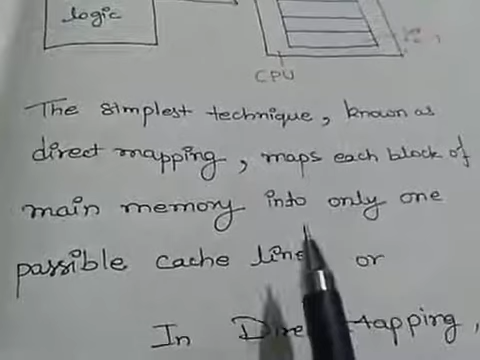 logic
CPU
The simplest technique, known as
direct mapping, maps each block of
main memory into only one
passible cache line or
In Direct Mapping,